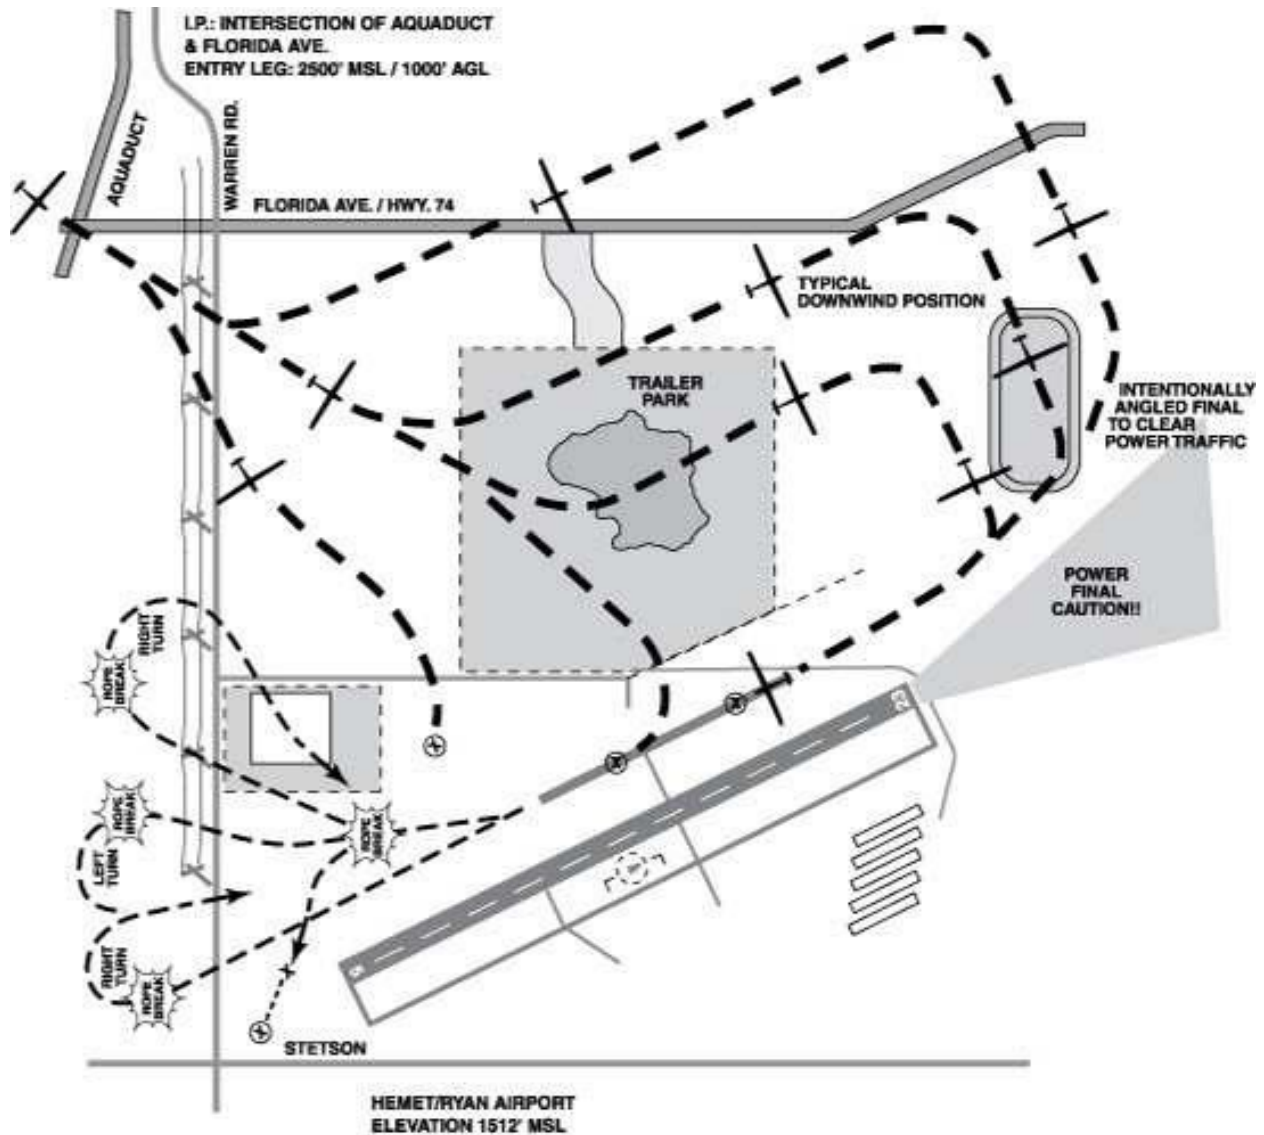 I.P.: INTERSECTION OF AQUADUCT
& FLORIDA AVE.
ENTRY LEG: 2500' MSL / 1000' AGL
AQUADUCT
WARREN RD.
FLORIDA AVE. / HWY. 74
TYPICAL
DOWNWIND POSITION
TRAILER
PARK
INTENTIONALLY
ANGLED FINAL
TO CLEAR
POWER TRAFFIC
POWER
FINAL
CAUTION!!
RIGHT
TURN
ROPE
BREAK
23
ROPE
BREAK
ROPE
BREAK
LEFT
TURN
RIGHT
TURN
ROPE
BREAK
5
STETSON
HEMET/RYAN AIRPORT
ELEVATION 1512' MSL